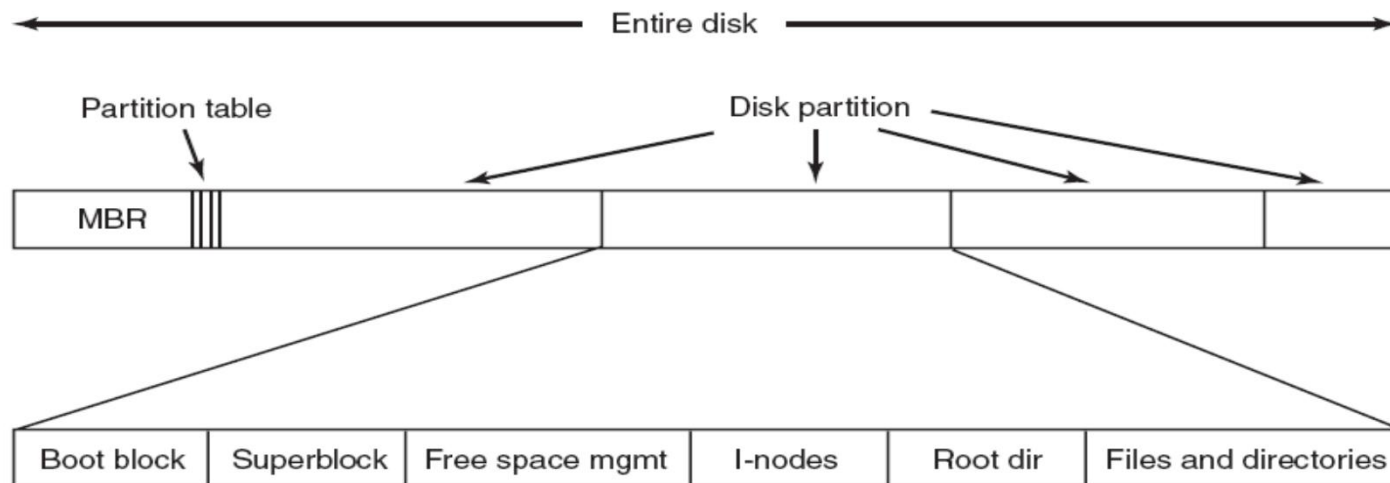 Entire disk
Partition table
Disk partition
MBR
Boot block
Superblock
Free space mgmt
I-nodes
Root dir
Files and directories